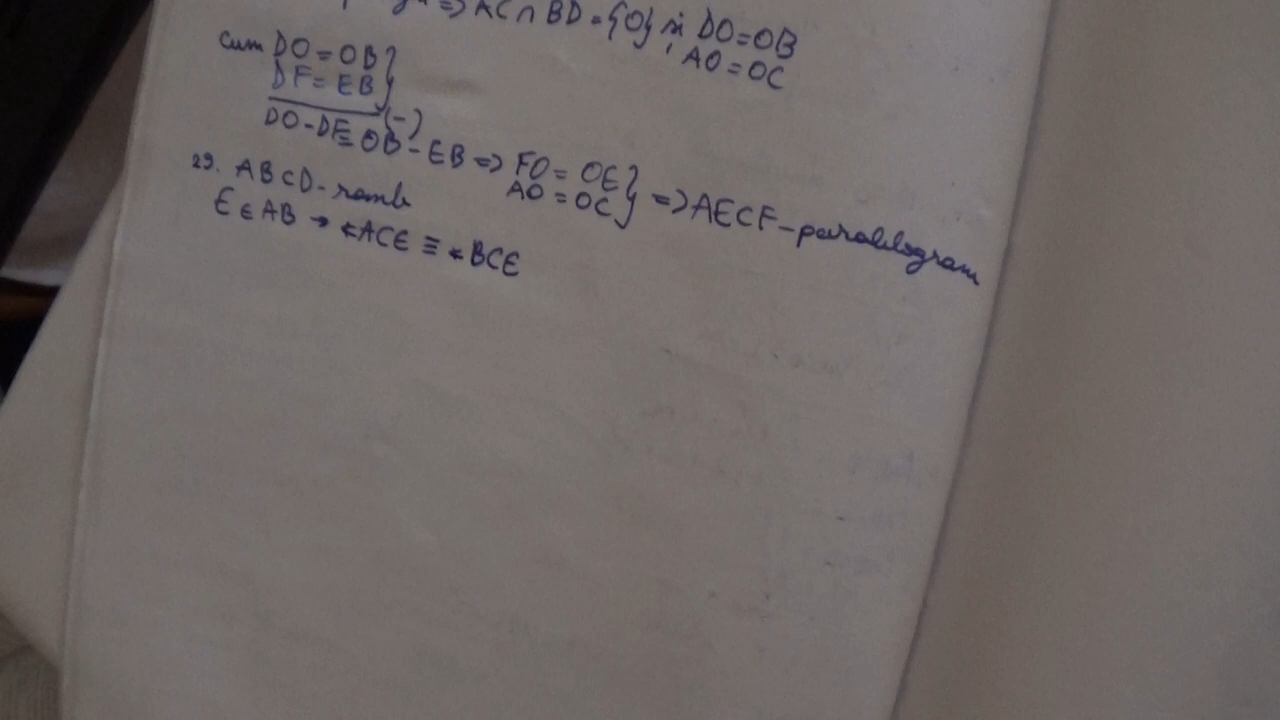 => AC ∩ BD = {O} și DO = OB
AO = OC
Cum DO = OB}
DF = EB}
(-)
DO - DF = OB - EB => FO = OE}
AO = OC} => AECF - paralelogram
29. ABCD - romb
E ∈ AB → ∢ACE ≡ ∢BCE